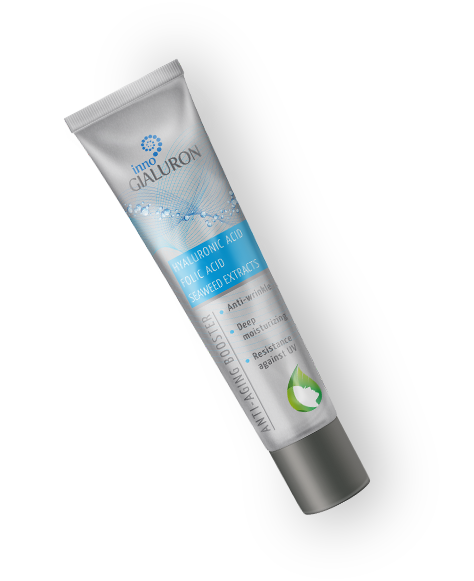 inno
GIALURON
HYALURONIC ACID
FOLIC ACID
SEAWEED EXTRACTS
ANTI-AGING BOOSTER
• Anti-wrinkle
• Deep
moisturizing
• Resistance
against UV